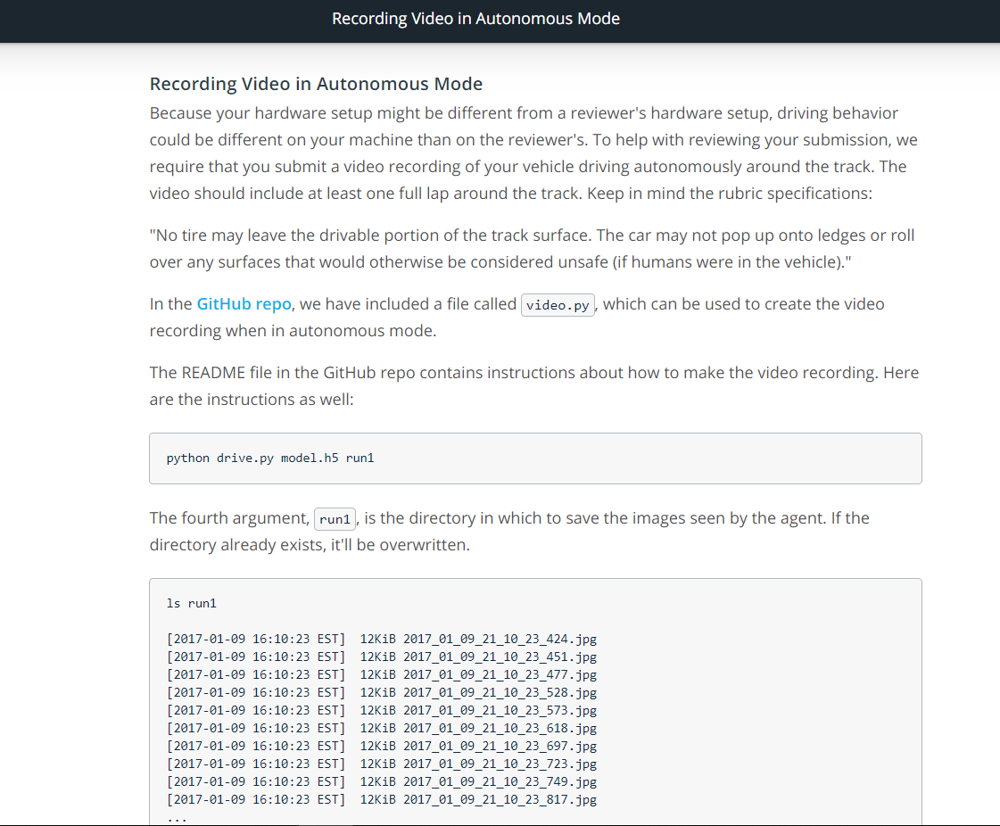 Recording Video in Autonomous Mode
Recording Video in Autonomous Mode
Because your hardware setup might be different from a reviewer's hardware setup, driving behavior
could be different on your machine than on the reviewer's. To help with reviewing your submission, we
require that you submit a video recording of your vehicle driving autonomously around the track. The
video should include at least one full lap around the track. Keep in mind the rubric specifications:
"No tire may leave the drivable portion of the track surface. The car may not pop up onto ledges or roll
over any surfaces that would otherwise be considered unsafe (if humans were in the vehicle)."
In the GitHub repo, we have included a file called video.py, which can be used to create the video
recording when in autonomous mode.
The README file in the GitHub repo contains instructions about how to make the video recording. Here
are the instructions as well:
python drive.py model.h5 run1
The fourth argument, run1, is the directory in which to save the images seen by the agent. If the
directory already exists, it'll be overwritten.
ls run1
[2017-01-09 16:10:23 EST]  12KiB 2017_01_09_21_10_23_424.jpg
[2017-01-09 16:10:23 EST]  12KiB 2017_01_09_21_10_23_451.jpg
[2017-01-09 16:10:23 EST]  12KiB 2017_01_09_21_10_23_477.jpg
[2017-01-09 16:10:23 EST]  12KiB 2017_01_09_21_10_23_528.jpg
[2017-01-09 16:10:23 EST]  12KiB 2017_01_09_21_10_23_573.jpg
[2017-01-09 16:10:23 EST]  12KiB 2017_01_09_21_10_23_618.jpg
[2017-01-09 16:10:23 EST]  12KiB 2017_01_09_21_10_23_697.jpg
[2017-01-09 16:10:23 EST]  12KiB 2017_01_09_21_10_23_723.jpg
[2017-01-09 16:10:23 EST]  12KiB 2017_01_09_21_10_23_749.jpg
[2017-01-09 16:10:23 EST]  12KiB 2017_01_09_21_10_23_817.jpg
...